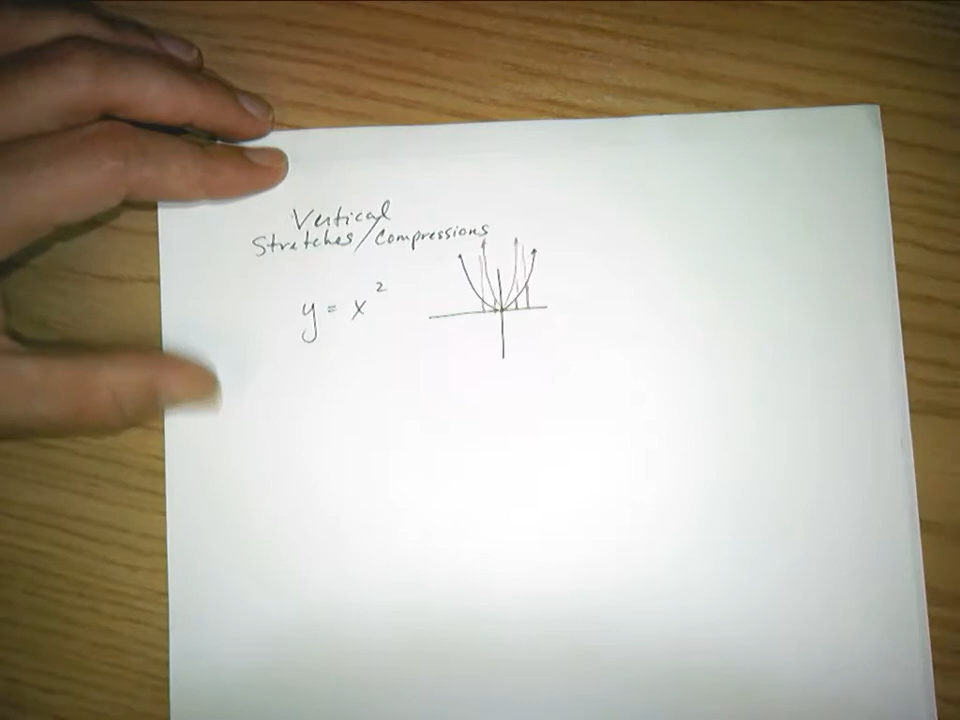 Vertical
Stretches/Compressions
y = x²